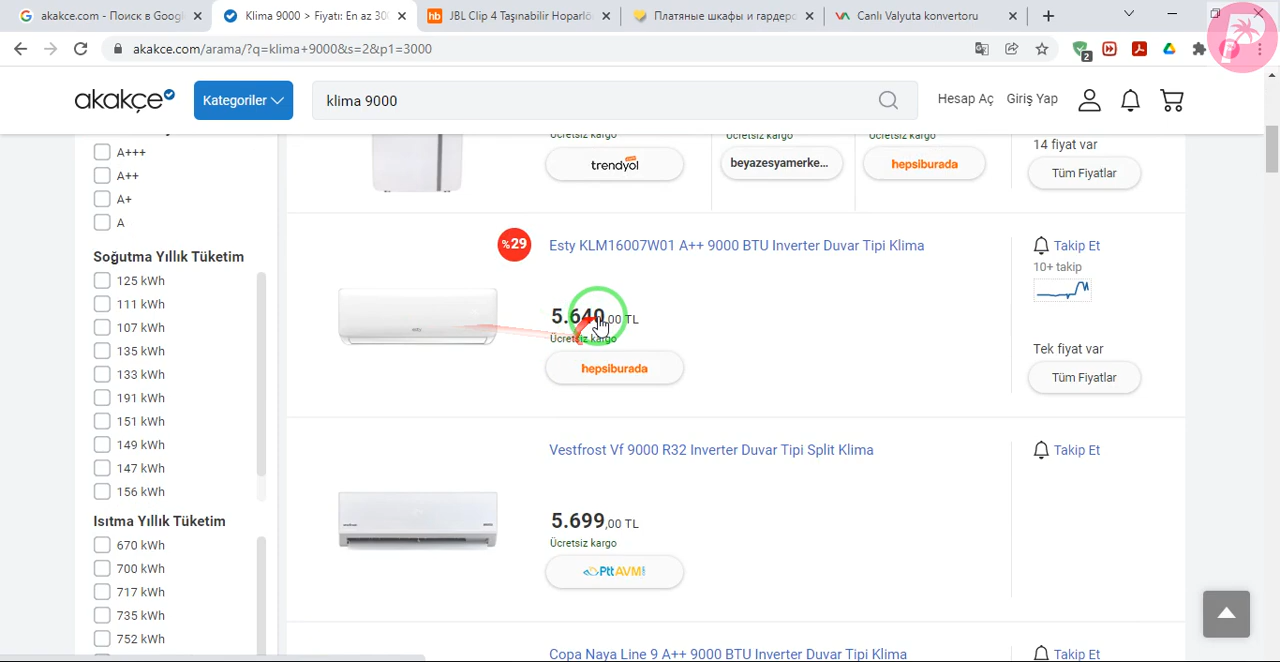 akakce.com - Поиск в Goog
Klima 9000 > Fiyatı: En az 300
JBL Clip 4 Taşınabilir Hoparlö
Платяные шкафы и гардер
Canlı Valyuta konvertoru
akakce.com/arama/?q=klima+9000&s=2&p1=3000
2
akakçe
Kategoriler
klima 9000
Hesap Aç
Giriş Yap
A+++
A++
A+
A
Soğutma Yıllık Tüketim
125 kWh
111 kWh
107 kWh
135 kWh
133 kWh
191 kWh
151 kWh
149 kWh
147 kWh
156 kWh
Isıtma Yıllık Tüketim
670 kWh
700 kWh
717 kWh
735 kWh
752 kWh
Ücretsiz kargo
trendyol
Ücretsiz kargo
beyazesyamerke...
Ücretsiz kargo
hepsiburada
14 fiyat var
Tüm Fiyatlar
%29
Esty KLM16007W01 A++ 9000 BTU Inverter Duvar Tipi Klima
5.640,00 TL
Ücretsiz kargo
hepsiburada
Takip Et
10+ takip
Tek fiyat var
Tüm Fiyatlar
Vestfrost Vf 9000 R32 Inverter Duvar Tipi Split Klima
5.699,00 TL
Ücretsiz kargo
PttAVM
Takip Et
Copa Naya Line 9 A++ 9000 BTU Inverter Duvar Tipi Klima
Takip Et